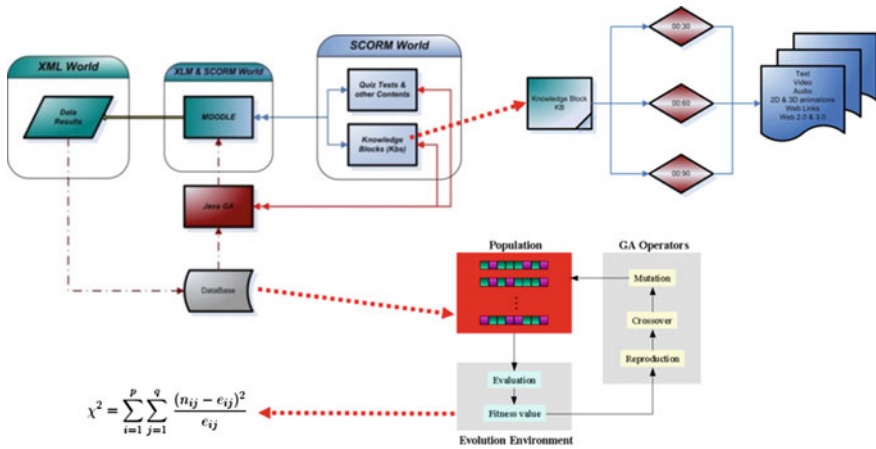 SCORM World
XML World
XLM & SCORM World
Data
Results
MOODLE
Quiz Tests &
other Contents
Knowledge
Blocks (Kbs)
Java GA
DataBase
Knowledge Block
KB
00:30
00:60
00:90
Text
Video
Audio
2D & 3D animations
Web Links
Web 2.0 & 3.0
Population
GA Operators
Mutation
Crossover
Reproduction
Evaluation
Fitness value
Evolution Environment
χ² = ∑_{i=1}^{p} ∑_{j=1}^{q} (n_{ij} − e_{ij})² / e_{ij}